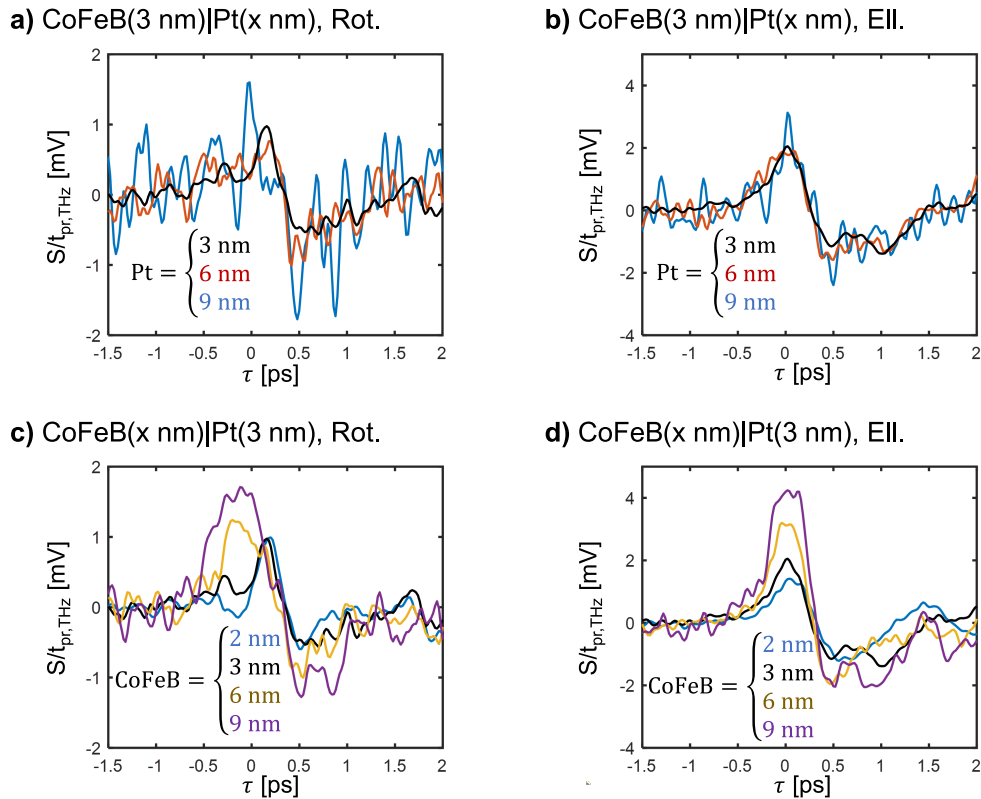 a) CoFeB(3 nm)|Pt(x nm), Rot.
S/t_pr,THz [mV]
2
1
0
-1
-2
Pt = { 3 nm
6 nm
9 nm
-1.5 -1 -0.5 0 0.5 1 1.5 2
τ [ps]
b) CoFeB(3 nm)|Pt(x nm), Ell.
S/t_pr,THz [mV]
4
2
0
-2
-4
Pt = { 3 nm
6 nm
9 nm
-1.5 -1 -0.5 0 0.5 1 1.5 2
τ [ps]
c) CoFeB(x nm)|Pt(3 nm), Rot.
S/t_pr,THz [mV]
2
1
0
-1
-2
CoFeB = { 2 nm
3 nm
6 nm
9 nm
-1.5 -1 -0.5 0 0.5 1 1.5 2
τ [ps]
d) CoFeB(x nm)|Pt(3 nm), Ell.
S/t_pr,THz [mV]
4
2
0
-2
-4
CoFeB = { 2 nm
3 nm
6 nm
9 nm
-1.5 -1 -0.5 0 0.5 1 1.5 2
τ [ps]